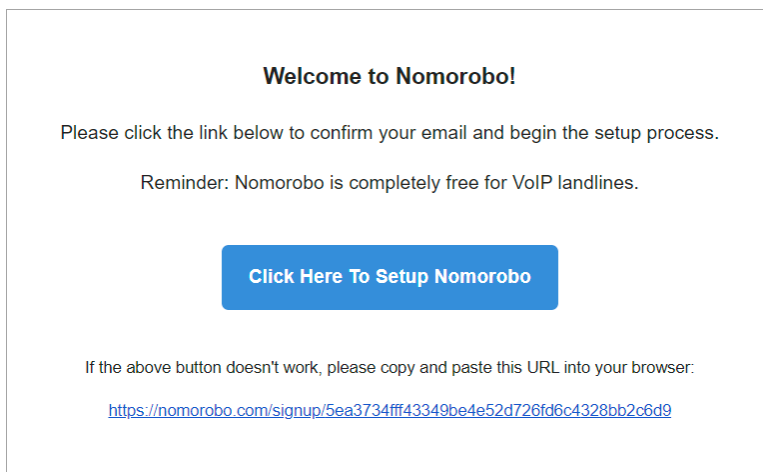 Welcome to Nomorobo!
Please click the link below to confirm your email and begin the setup process.
Reminder: Nomorobo is completely free for VoIP landlines.
Click Here To Setup Nomorobo
If the above button doesn't work, please copy and paste this URL into your browser:
https://nomorobo.com/signup/5ea3734fff43349be4e52d726fd6c4328bb2c6d9